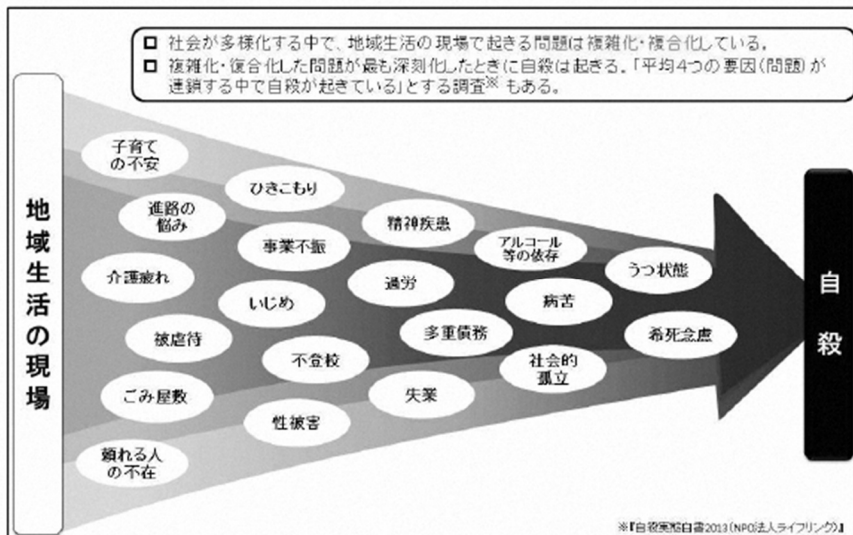 □ 社会が多様化する中で、地域生活の現場で起きる問題は複雑化・複合化している。
□ 複雑化・復合化した問題が最も深刻化したときに自殺は起きる。「平均4つの要因(問題)が
連鎖する中で自殺が起きている」とする調査※もある。
地域生活の現場
子育て
の不安
進路の
悩み
介護疲れ
被虐待
ごみ屋敷
頼れる人
の不在
ひきこもり
事業不振
いじめ
不登校
性被害
精神疾患
過労
多重債務
失業
アルコール
等の依存
病苦
社会的
孤立
うつ状態
希死念慮
自殺
※『自殺実態白書2013(NPO法人ライフリンク)』